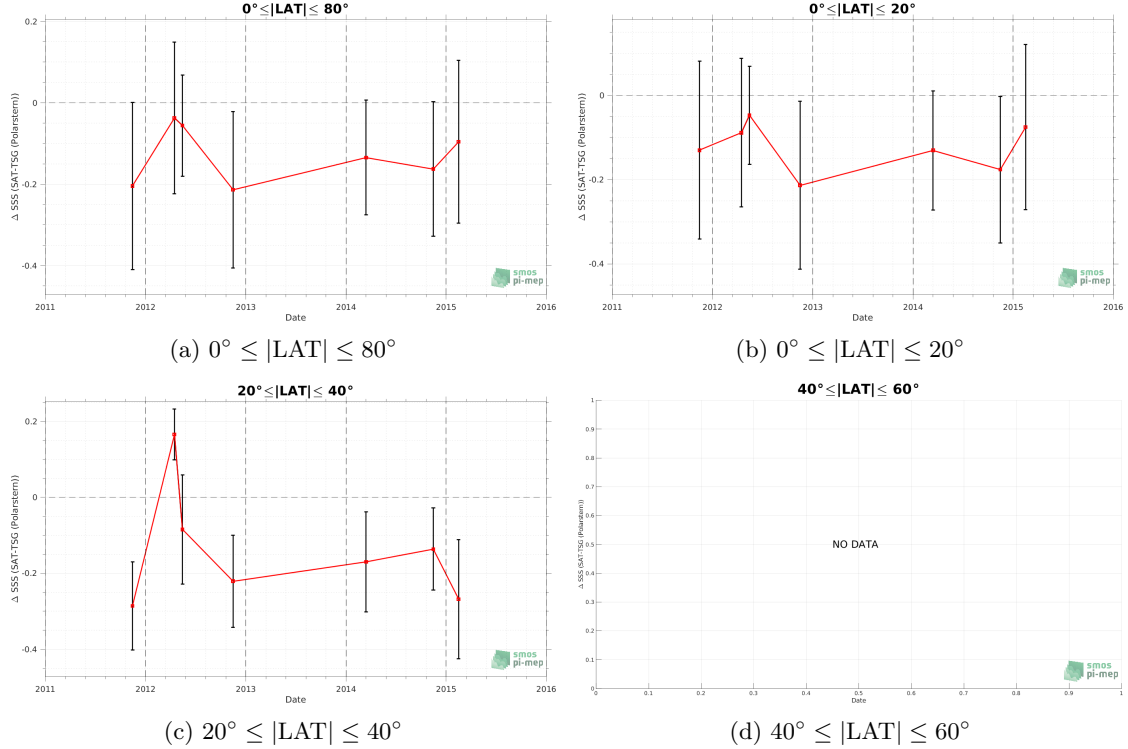 0°≤|LAT|≤ 80°
Δ SSS (SAT-TSG (Polarstern))
0.2
0
-0.2
-0.4
2011 2012 2013 2014 2015 2016
Date
smos
pi-mep
(a) 0° ≤ |LAT| ≤ 80°
0°≤|LAT|≤ 20°
Δ SSS (SAT-TSG (Polarstern))
0
-0.2
-0.4
2011 2012 2013 2014 2015 2016
Date
smos
pi-mep
(b) 0° ≤ |LAT| ≤ 20°
20°≤|LAT|≤ 40°
Δ SSS (SAT-TSG (Polarstern))
0.2
0
-0.2
-0.4
2011 2012 2013 2014 2015 2016
Date
smos
pi-mep
(c) 20° ≤ |LAT| ≤ 40°
40°≤|LAT|≤ 60°
Δ SSS (SAT-TSG (Polarstern))
1
0.9
0.8
0.7
0.6
0.5
0.4
0.3
0.2
0.1
0
NO DATA
0 0.1 0.2 0.3 0.4 0.5 0.6 0.7 0.8 0.9 1
Date
smos
pi-mep
(d) 40° ≤ |LAT| ≤ 60°